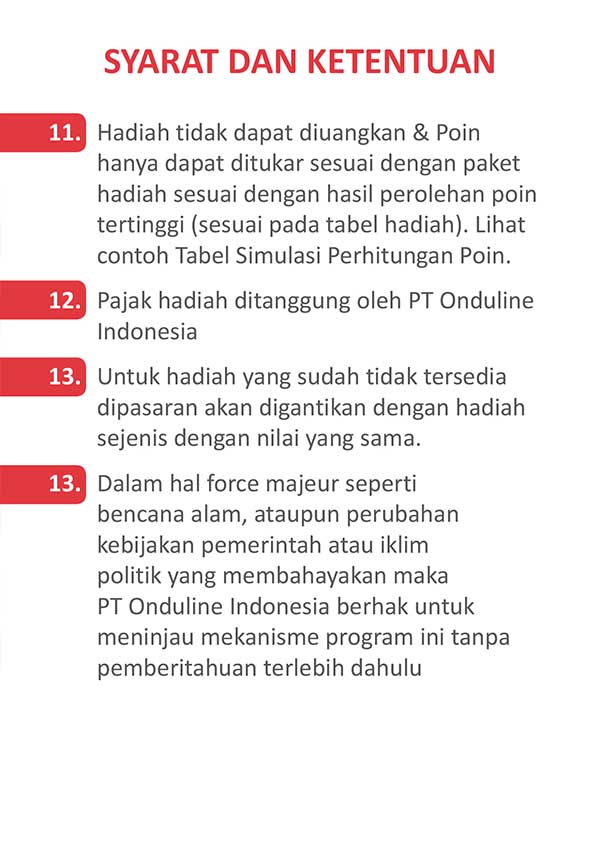 SYARAT DAN KETENTUAN
11. Hadiah tidak dapat diuangkan & Poin
hanya dapat ditukar sesuai dengan paket
hadiah sesuai dengan hasil perolehan poin
tertinggi (sesuai pada tabel hadiah). Lihat
contoh Tabel Simulasi Perhitungan Poin.
12. Pajak hadiah ditanggung oleh PT Onduline
Indonesia
13. Untuk hadiah yang sudah tidak tersedia
dipasaran akan digantikan dengan hadiah
sejenis dengan nilai yang sama.
13. Dalam hal force majeur seperti
bencana alam, ataupun perubahan
kebijakan pemerintah atau iklim
politik yang membahayakan maka
PT Onduline Indonesia berhak untuk
meninjau mekanisme program ini tanpa
pemberitahuan terlebih dahulu